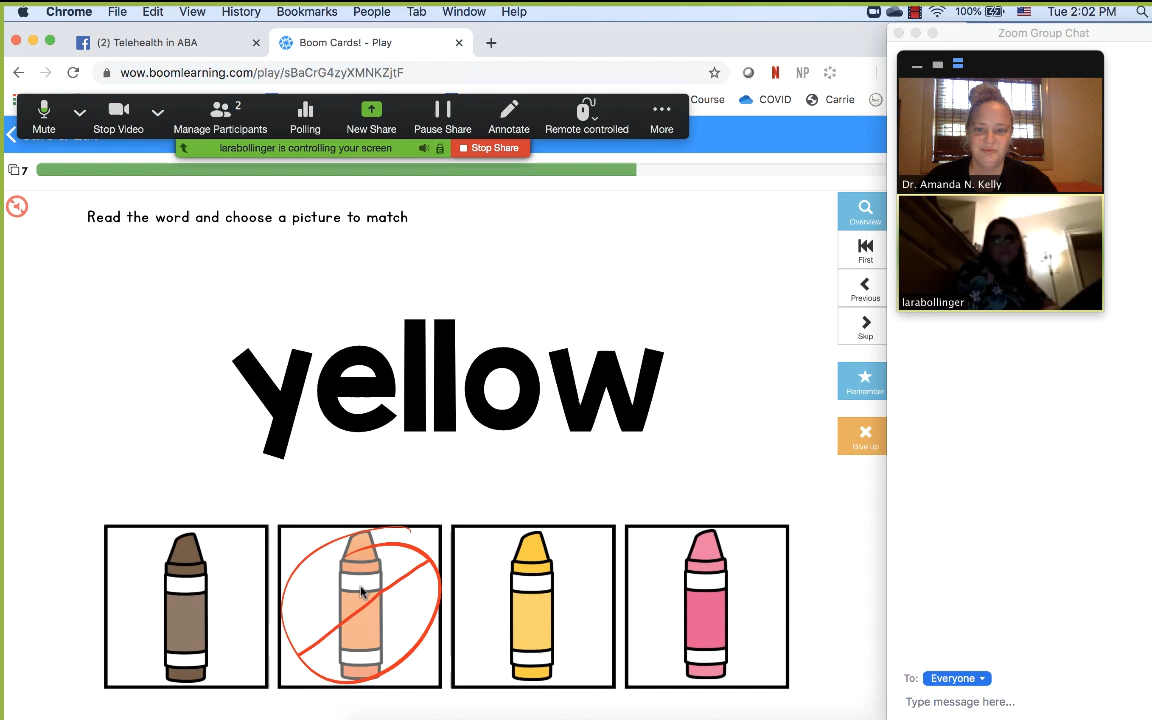 Chrome File Edit View History Bookmarks People Tab Window Help 100% Tue 2:02 PM
(2) Telehealth in ABA Boom Cards! - Play Zoom Group Chat
wow.boomlearning.com/play/sBaCrG4zyXMNKZjtF N NP
Course COVID Carrie
Mute Stop Video Manage Participants 2 Polling New Share Pause Share Annotate Remote controlled More
larabollinger is controlling your screen Stop Share
7
Dr. Amanda N. Kelly
Read the word and choose a picture to match
Overview
First
Previous
larabollinger
Skip
yellow
Remember
Give up
To: Everyone
Type message here...